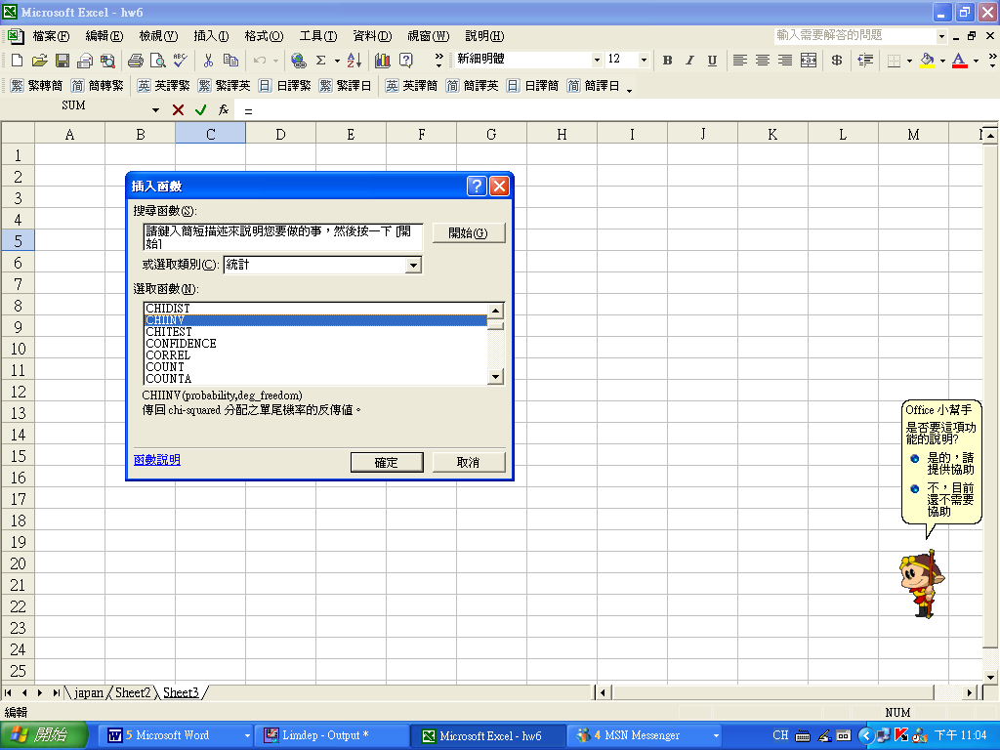 Microsoft Excel - hw6
檔案(F) 編輯(E) 檢視(V) 插入(I) 格式(O) 工具(T) 資料(D) 視窗(W) 說明(H) 輸入需要解答的問題
新細明體 12 B I U $ A
繁轉簡 簡轉繁 英譯繁 繁譯英 日譯繁 繁譯日 英譯簡 簡譯英 日譯簡 簡譯日
SUM fx =
A B C D E F G H I J K L M
1
2
3
4
5
6
7
8
9
10
11
12
13
14
15
16
17
18
19
20
21
22
23
24
25
插入函數
搜尋函數(S):
請鍵入簡短描述來說明您要做的事，然後按一下 [開
始]
開始(G)
或選取類別(C): 統計
選取函數(N):
CHIDIST
CHIINV
CHITEST
CONFIDENCE
CORREL
COUNT
COUNTA
CHIINV(probability,deg_freedom)
傳回 chi-squared 分配之單尾機率的反傳值。
函數說明 確定 取消
Office 小幫手
是否要這項功
能的說明?
是的，請
提供協助
不，目前
還不需要
協助
japan Sheet2 Sheet3
編輯 NUM
開始 5 Microsoft Word Limdep - Output * Microsoft Excel - hw6 4 MSN Messenger CH 下午 11:04